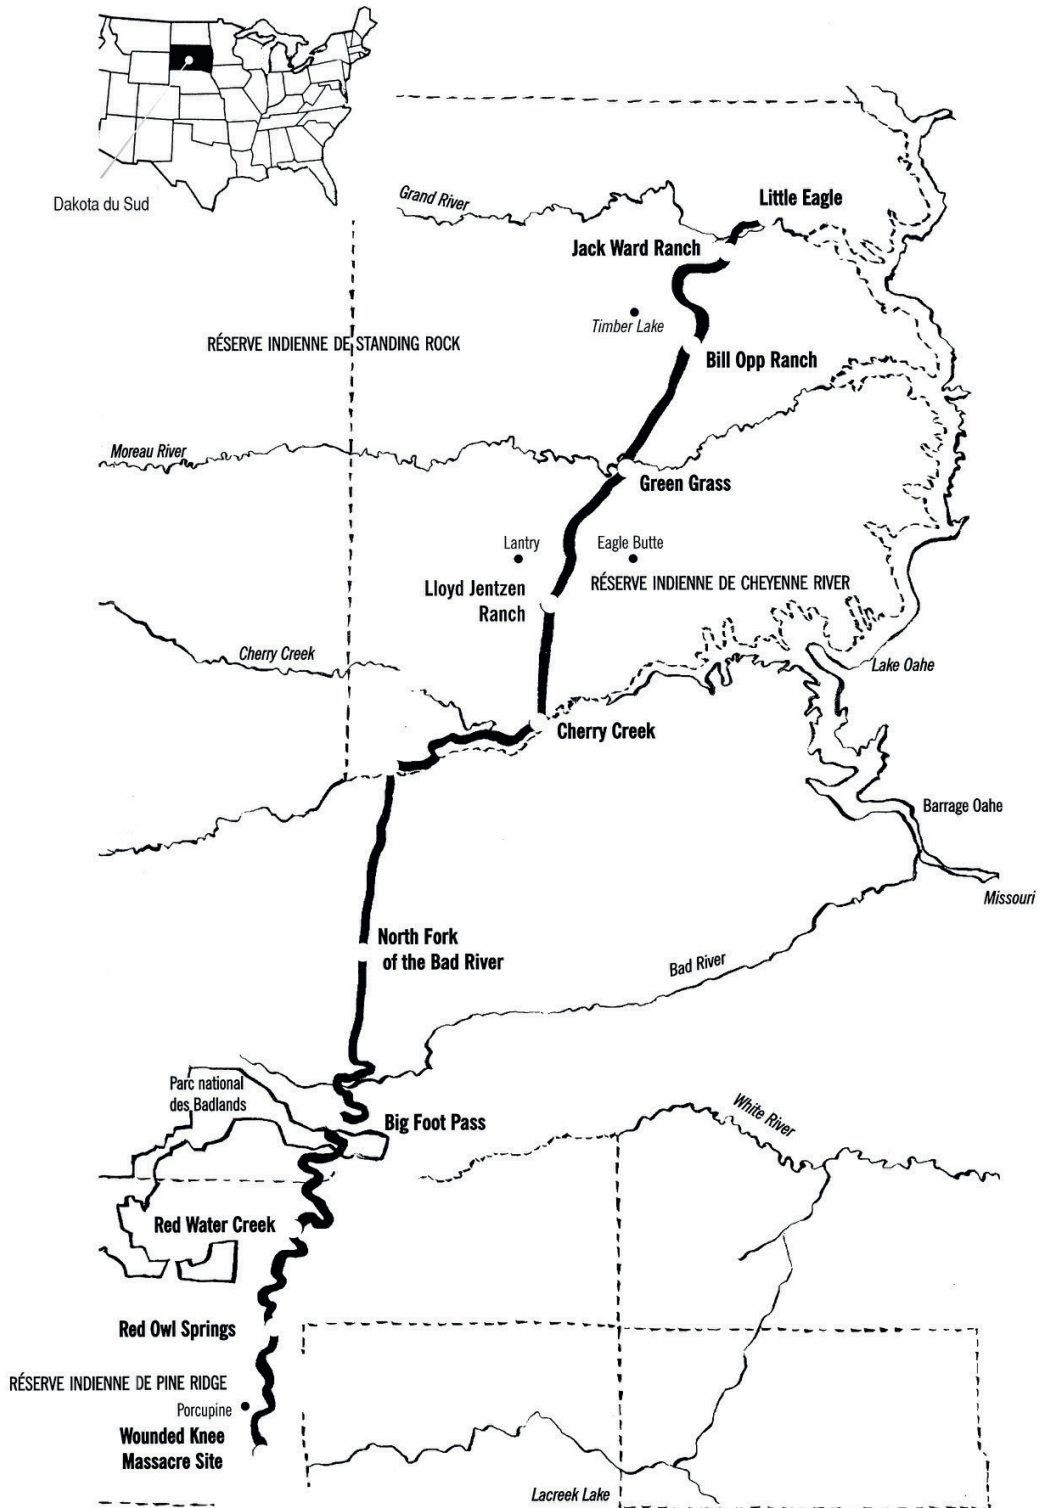 Dakota du Sud
Grand River
Little Eagle
Jack Ward Ranch
Timber Lake
RÉSERVE INDIENNE DE STANDING ROCK
Bill Opp Ranch
Moreau River
Green Grass
Lantry
Eagle Butte
RÉSERVE INDIENNE DE CHEYENNE RIVER
Lloyd Jentzen
Ranch
Cherry Creek
Lake Oahe
Cherry Creek
Barrage Oahe
Missouri
North Fork
of the Bad River
Bad River
Parc national
des Badlands
Big Foot Pass
White River
Red Water Creek
Red Owl Springs
RÉSERVE INDIENNE DE PINE RIDGE
Porcupine
Wounded Knee
Massacre Site
Lacreek Lake